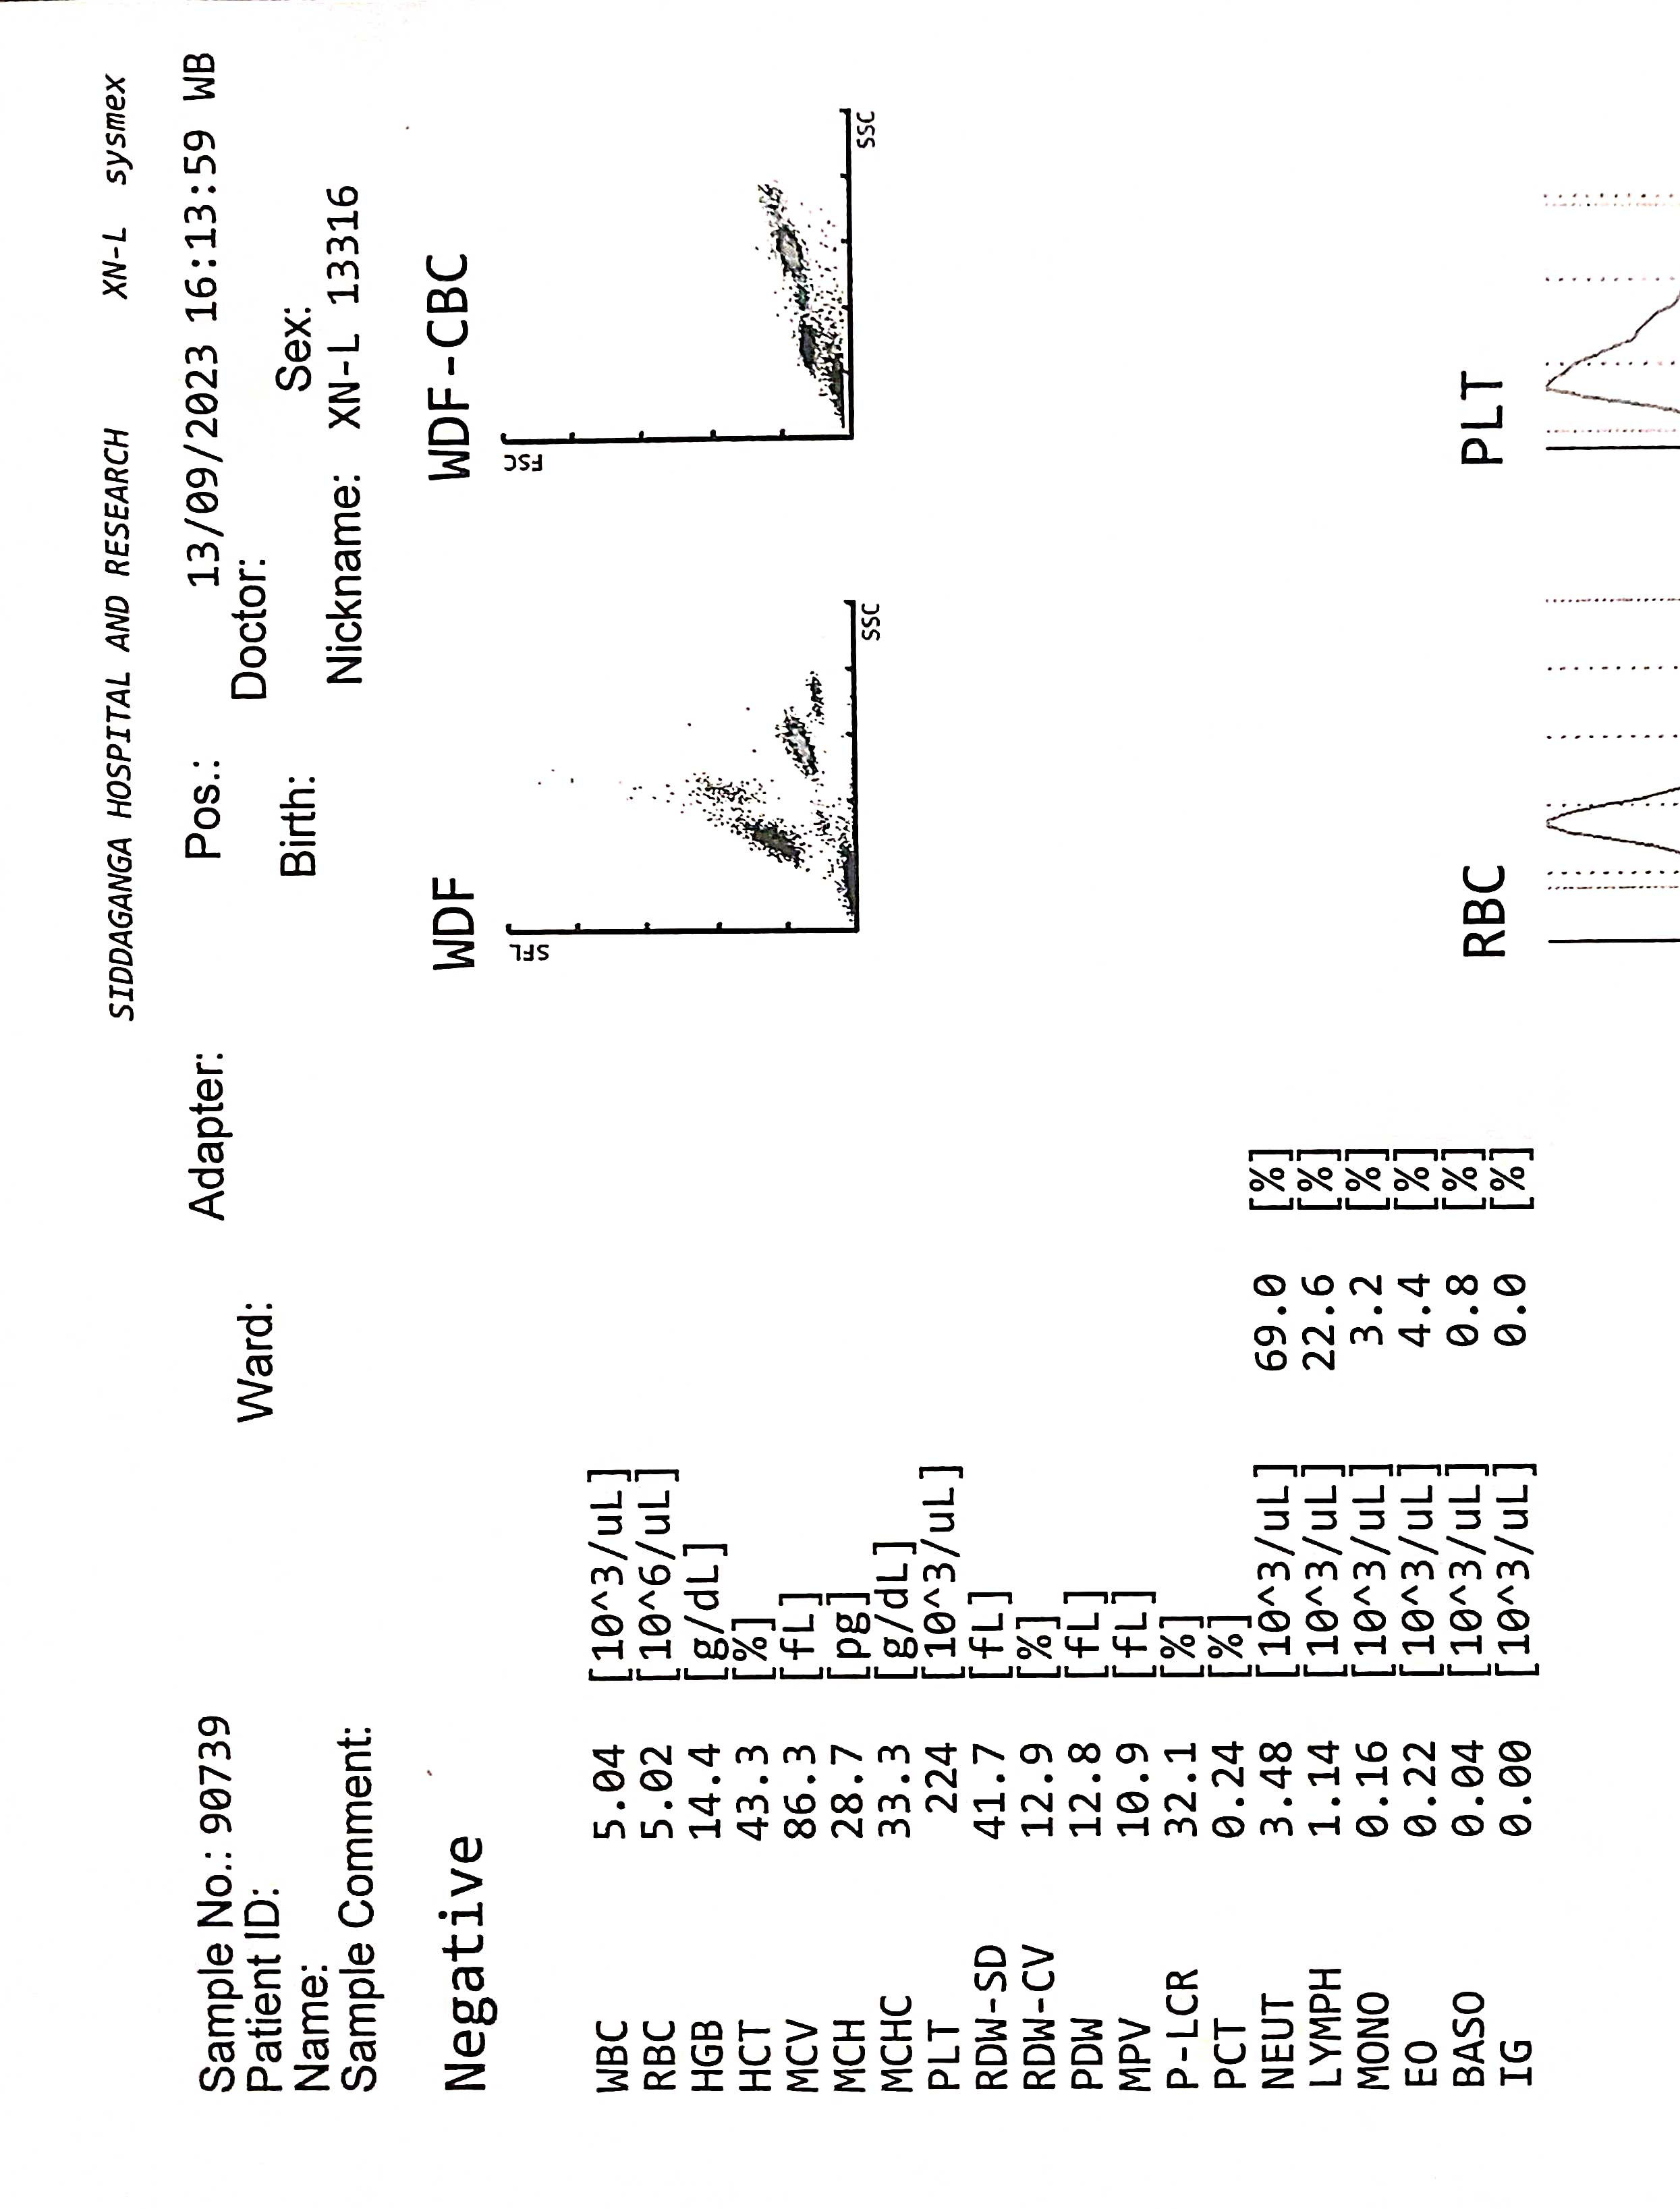 SIDDAGANGA HOSPITAL AND RESEARCH XN-L sysmex
Sample No.: 90739 Adapter: Pos.: 13/09/2023 16:13:59 WB
Patient ID: Ward: Doctor:
Name: Birth: Sex:
Sample Comment: Nickname: XN-L 13316
Negative WDF WDF-CBC
SFL FSC
WBC 5.04 [10^3/uL]
RBC 5.02 [10^6/uL]
HGB 14.4 [g/dL]
HCT 43.3 [%]
MCV 86.3 [fL]
MCH 28.7 [pg]
SSC SSC
MCHC 33.3 [g/dL]
PLT 224 [10^3/uL]
RDW-SD 41.7 [fL]
RDW-CV 12.9 [%]
PDW 12.8 [fL]
MPV 10.9 [fL]
P-LCR 32.1 [%]
PCT 0.24 [%]
NEUT 3.48 [10^3/uL] 69.0 [%]
LYMPH 1.14 [10^3/uL] 22.6 [%]
MONO 0.16 [10^3/uL] 3.2 [%]
EO 0.22 [10^3/uL] 4.4 [%]
BASO 0.04 [10^3/uL] 0.8 [%]
IG 0.00 [10^3/uL] 0.0 [%]
RBC PLT